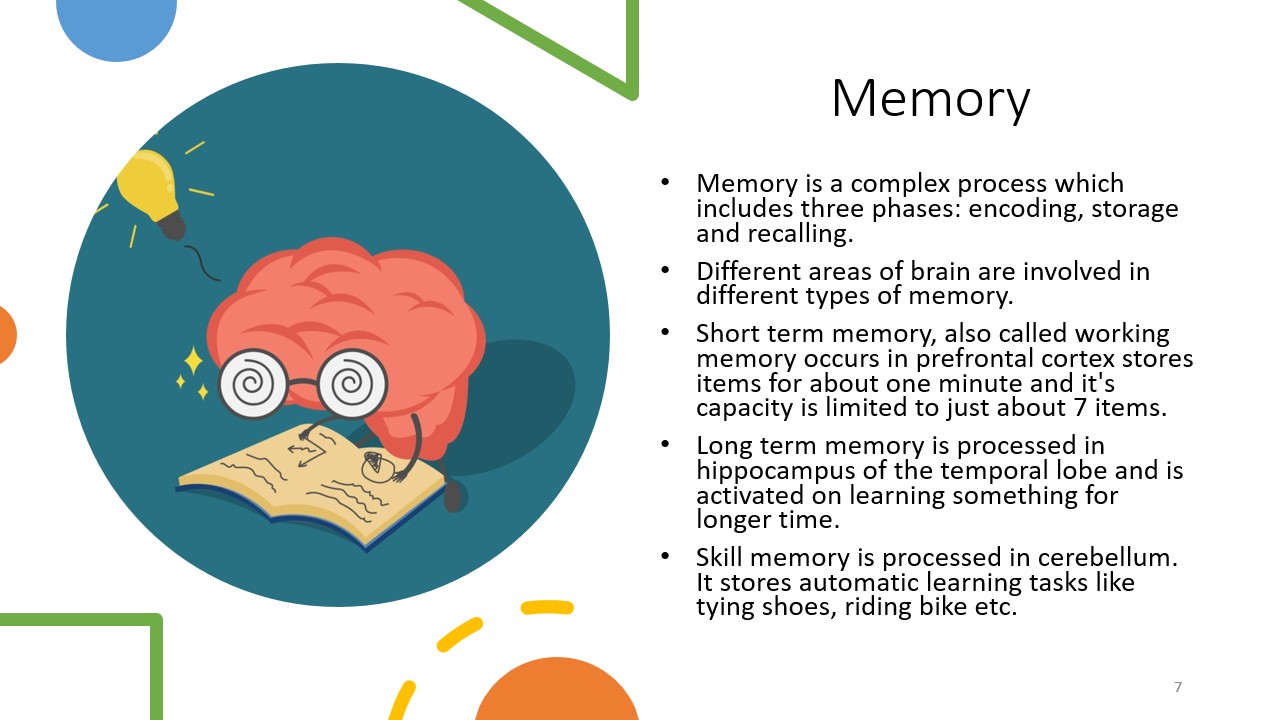 Memory
• Memory is a complex process which
includes three phases: encoding, storage
and recalling.
• Different areas of brain are involved in
different types of memory.
• Short term memory, also called working
memory occurs in prefrontal cortex stores
items for about one minute and it's
capacity is limited to just about 7 items.
• Long term memory is processed in
hippocampus of the temporal lobe and is
activated on learning something for
longer time.
• Skill memory is processed in cerebellum.
It stores automatic learning tasks like
tying shoes, riding bike etc.
7